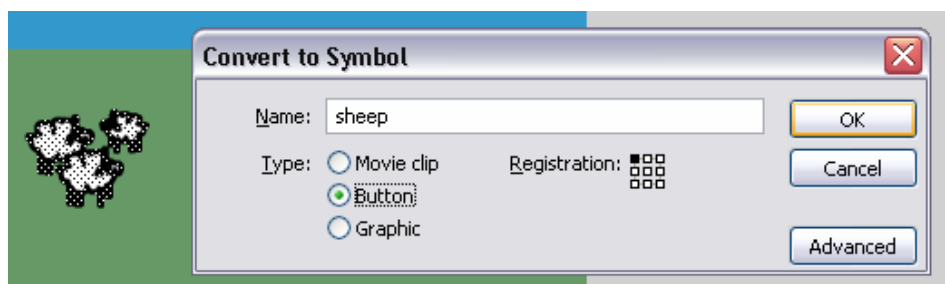 Convert to Symbol
Name: sheep OK
Type: Movie clip Registration: Cancel
Button
Graphic
Advanced